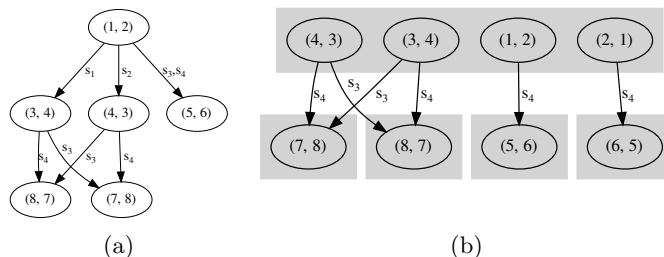 (1, 2)
s₁ s₂ s₃,s₄
(3, 4) (4, 3) (5, 6)
s₄ s₃ s₃ s₄
(8, 7) (7, 8)
(a)
(4, 3) (3, 4) (1, 2) (2, 1)
s₄ s₃ s₃ s₄ s₄ s₄
(7, 8) (8, 7) (5, 6) (6, 5)
(b)